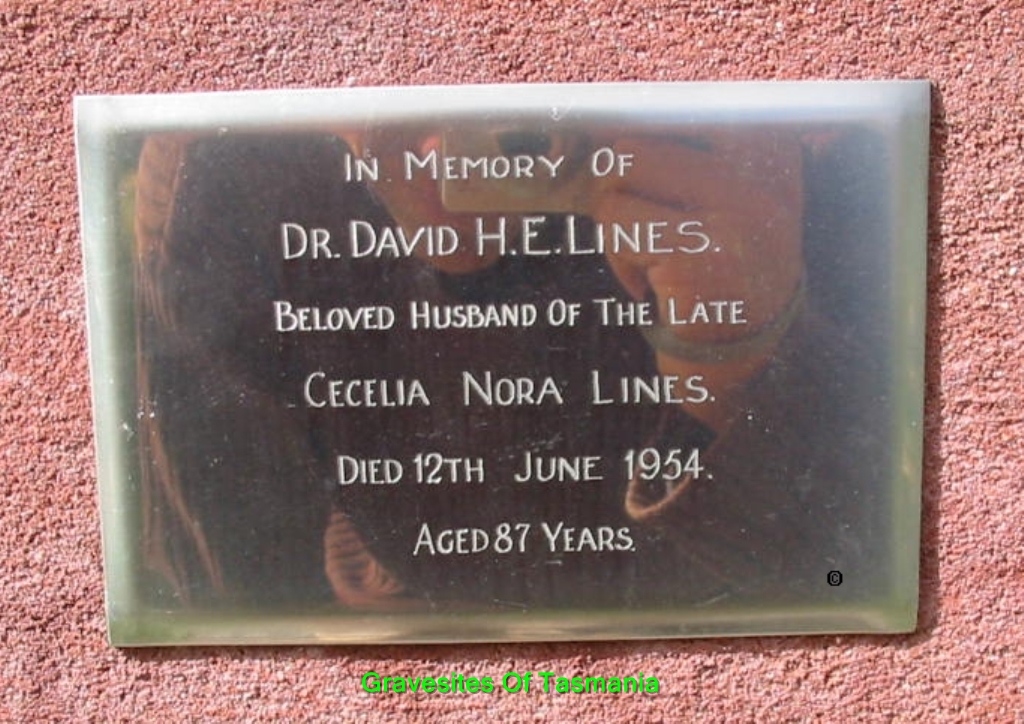 IN MEMORY OF
DR. DAVID H.E. LINES.
BELOVED HUSBAND OF THE LATE
CECELIA NORA LINES.
DIED 12TH JUNE 1954.
AGED 87 YEARS.
©
Gravesites Of Tasmania